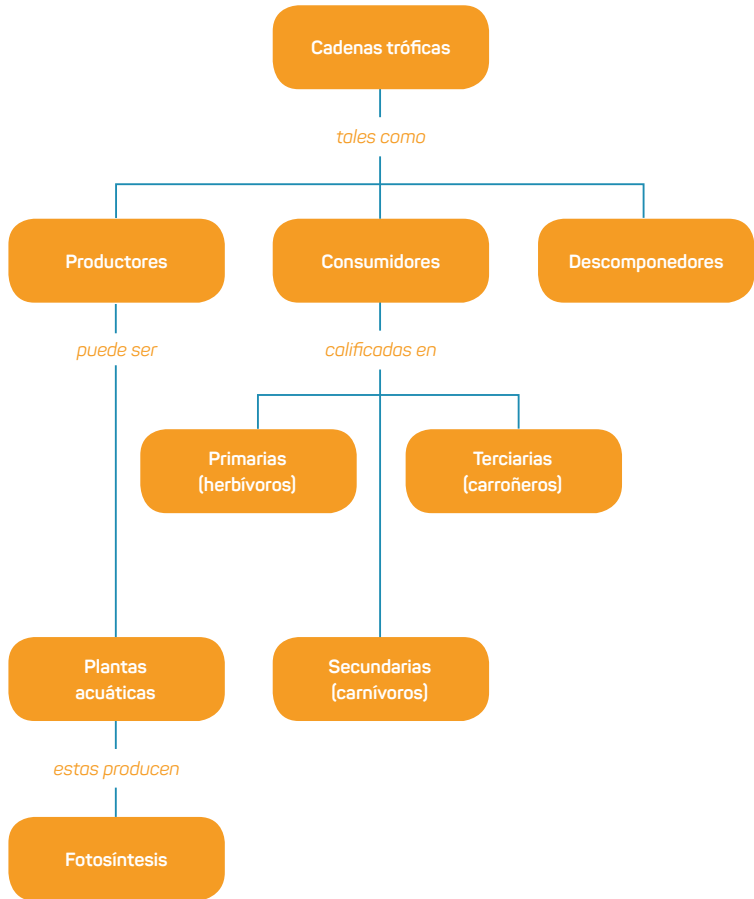 Cadenas tróficas
tales como
Productores
Consumidores
Descomponedores
puede ser
calificadas en
Primarias
(herbívoros)
Terciarias
(carroñeros)
Plantas
acuáticas
Secundarias
(carnívoros)
estas producen
Fotosíntesis